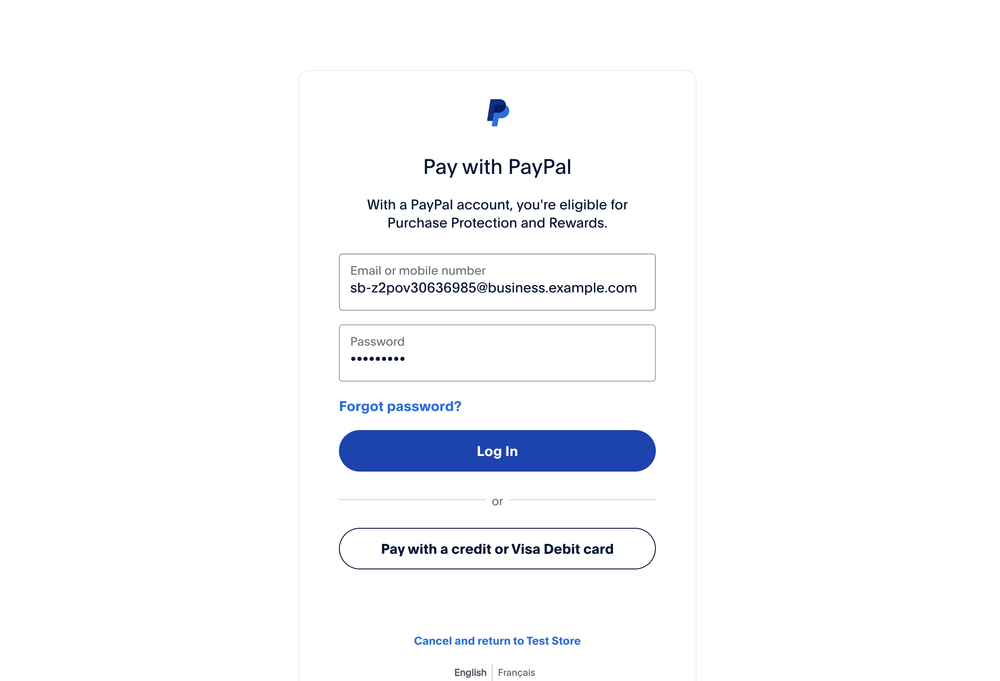 Pay with PayPal
With a PayPal account, you're eligible for
Purchase Protection and Rewards.
Email or mobile number
sb-z2pov30636985@business.example.com
Password
•••••••••
Forgot password?
Log In
or
Pay with a credit or Visa Debit card
Cancel and return to Test Store
English | Français